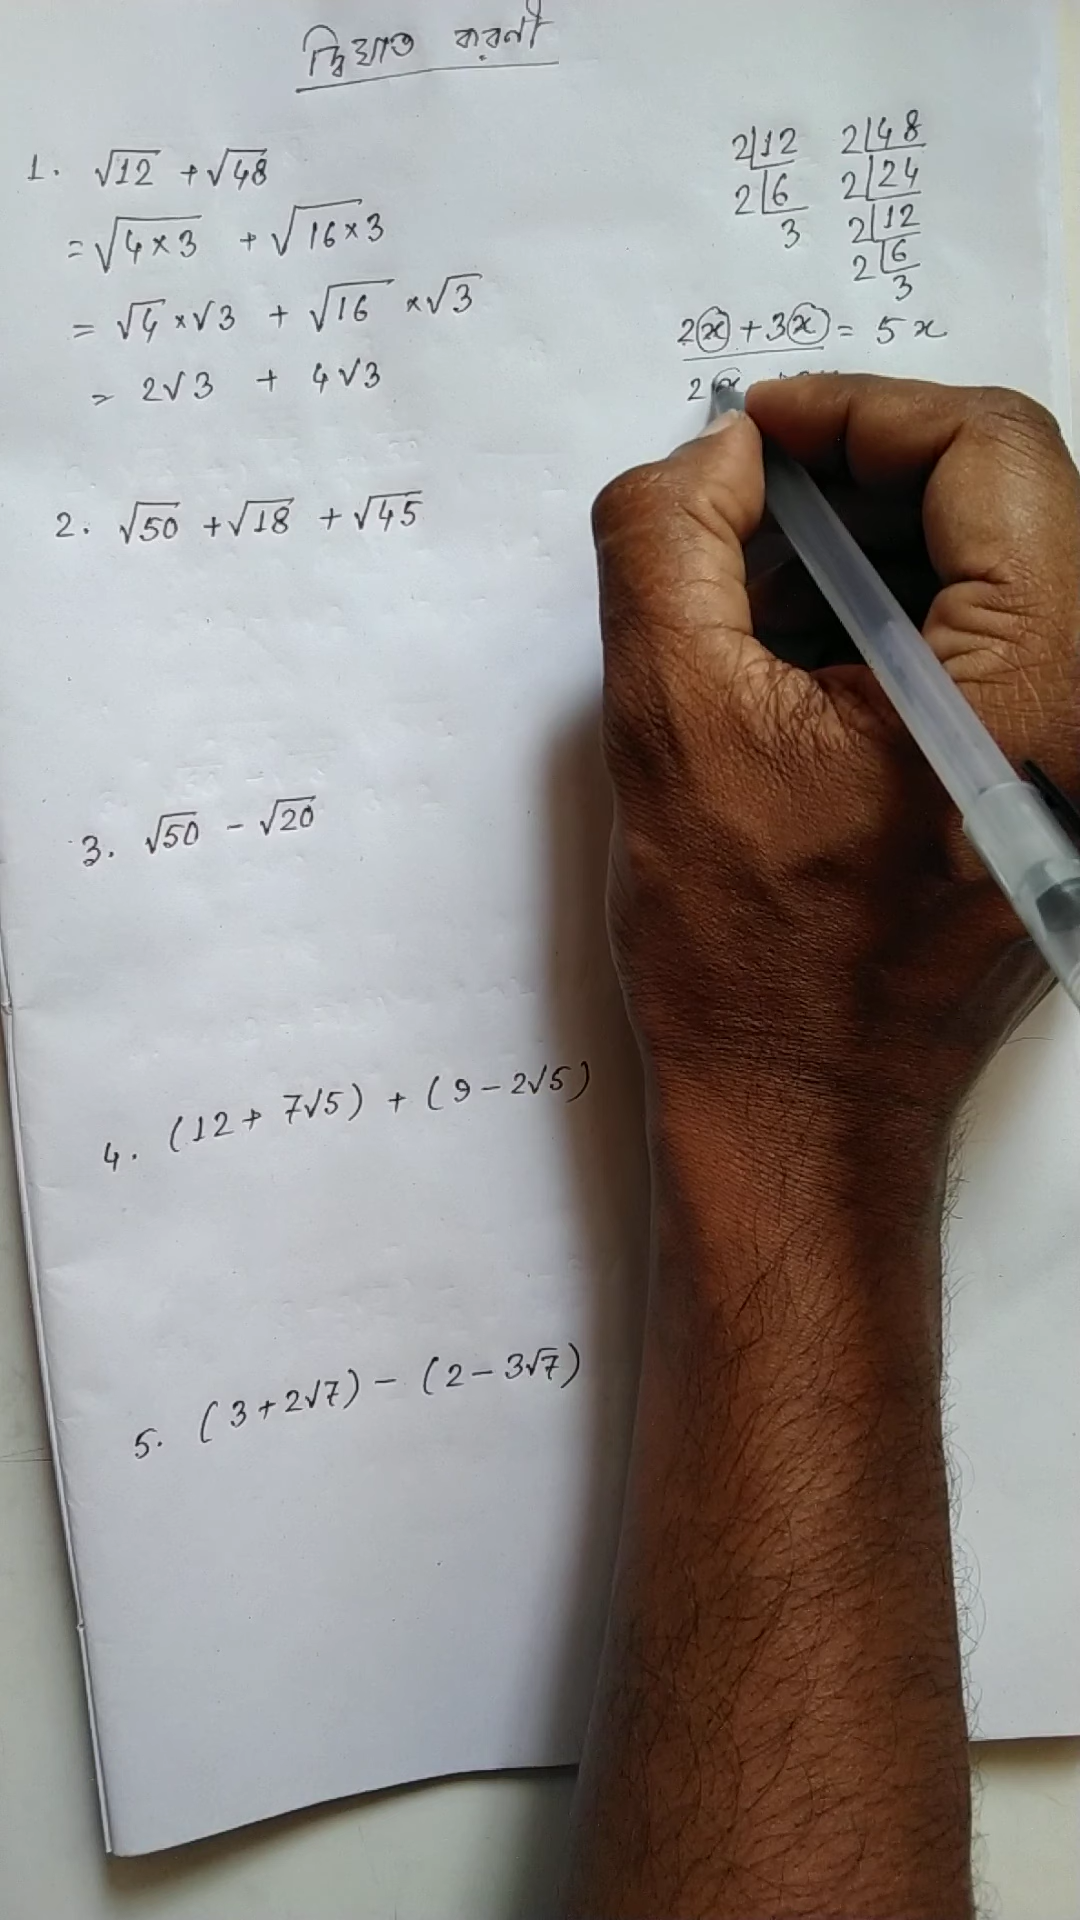 দ্বিঘাত করণী
1. √12 + √48
= √4×3 + √16×3
= √4 × √3 + √16 × √3
= 2√3 + 4√3
2|12
2|6
3
2|48
2|24
2|12
2|6
3
2x + 3x = 5x
2
2. √50 + √18 + √45
3. √50 - √20
4. (12 + 7√5) + (9 - 2√5)
5. (3 + 2√7) - (2 - 3√7)